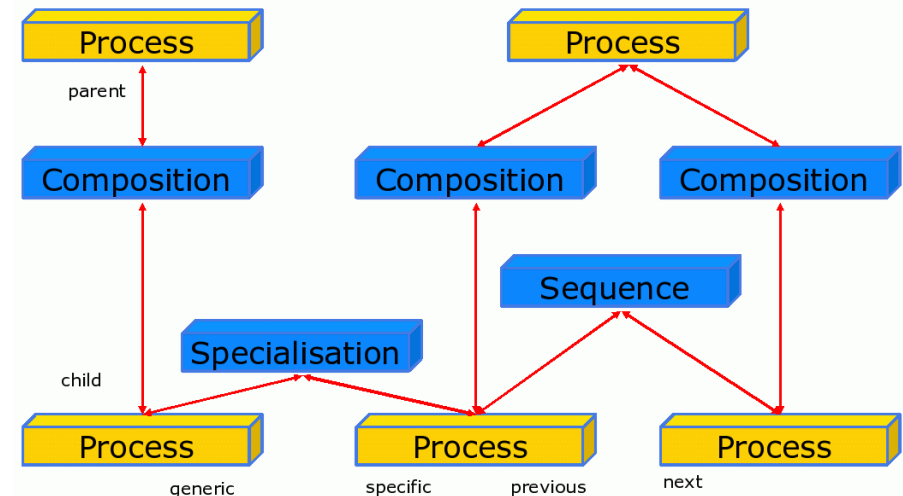 Process
Process
parent
Composition
Composition
Composition
Sequence
Specialisation
child
Process
Process
Process
generic
specific
previous
next